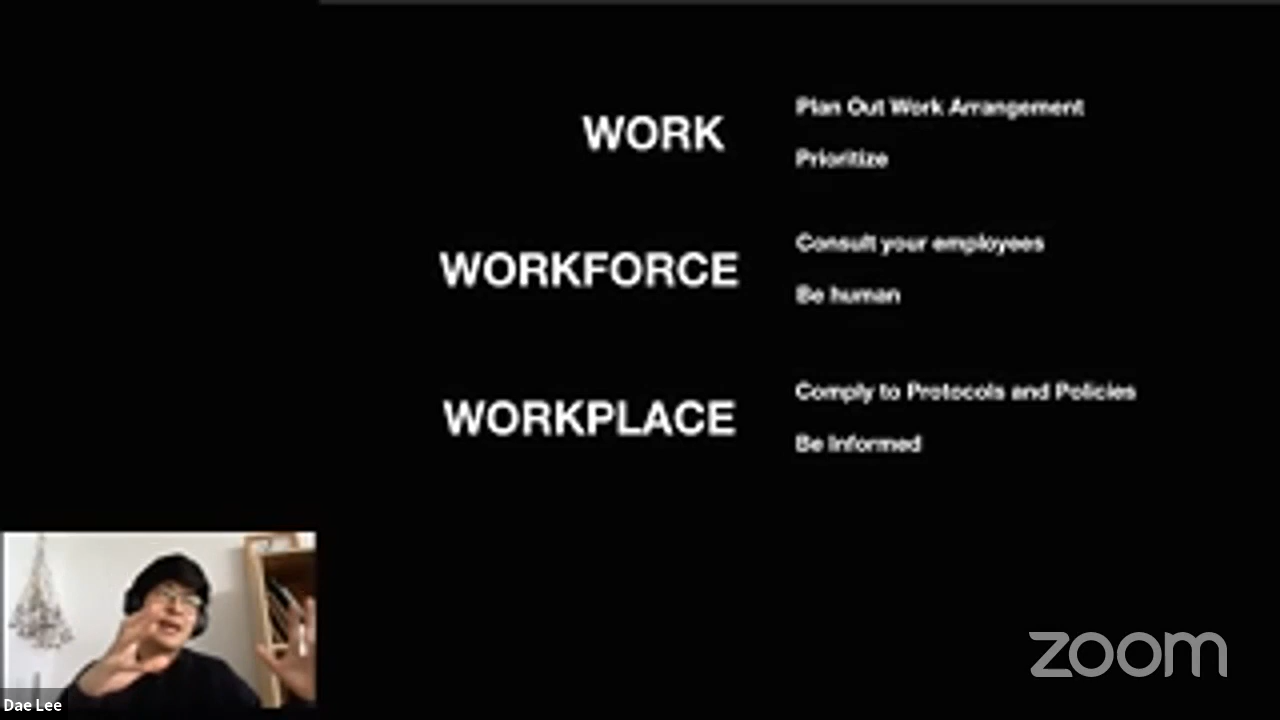 WORK
Plan Out Work Arrangement
Prioritize
WORKFORCE
Consult your employees
Be human
WORKPLACE
Comply to Protocols and Policies
Be Informed
Dae Lee
zoom